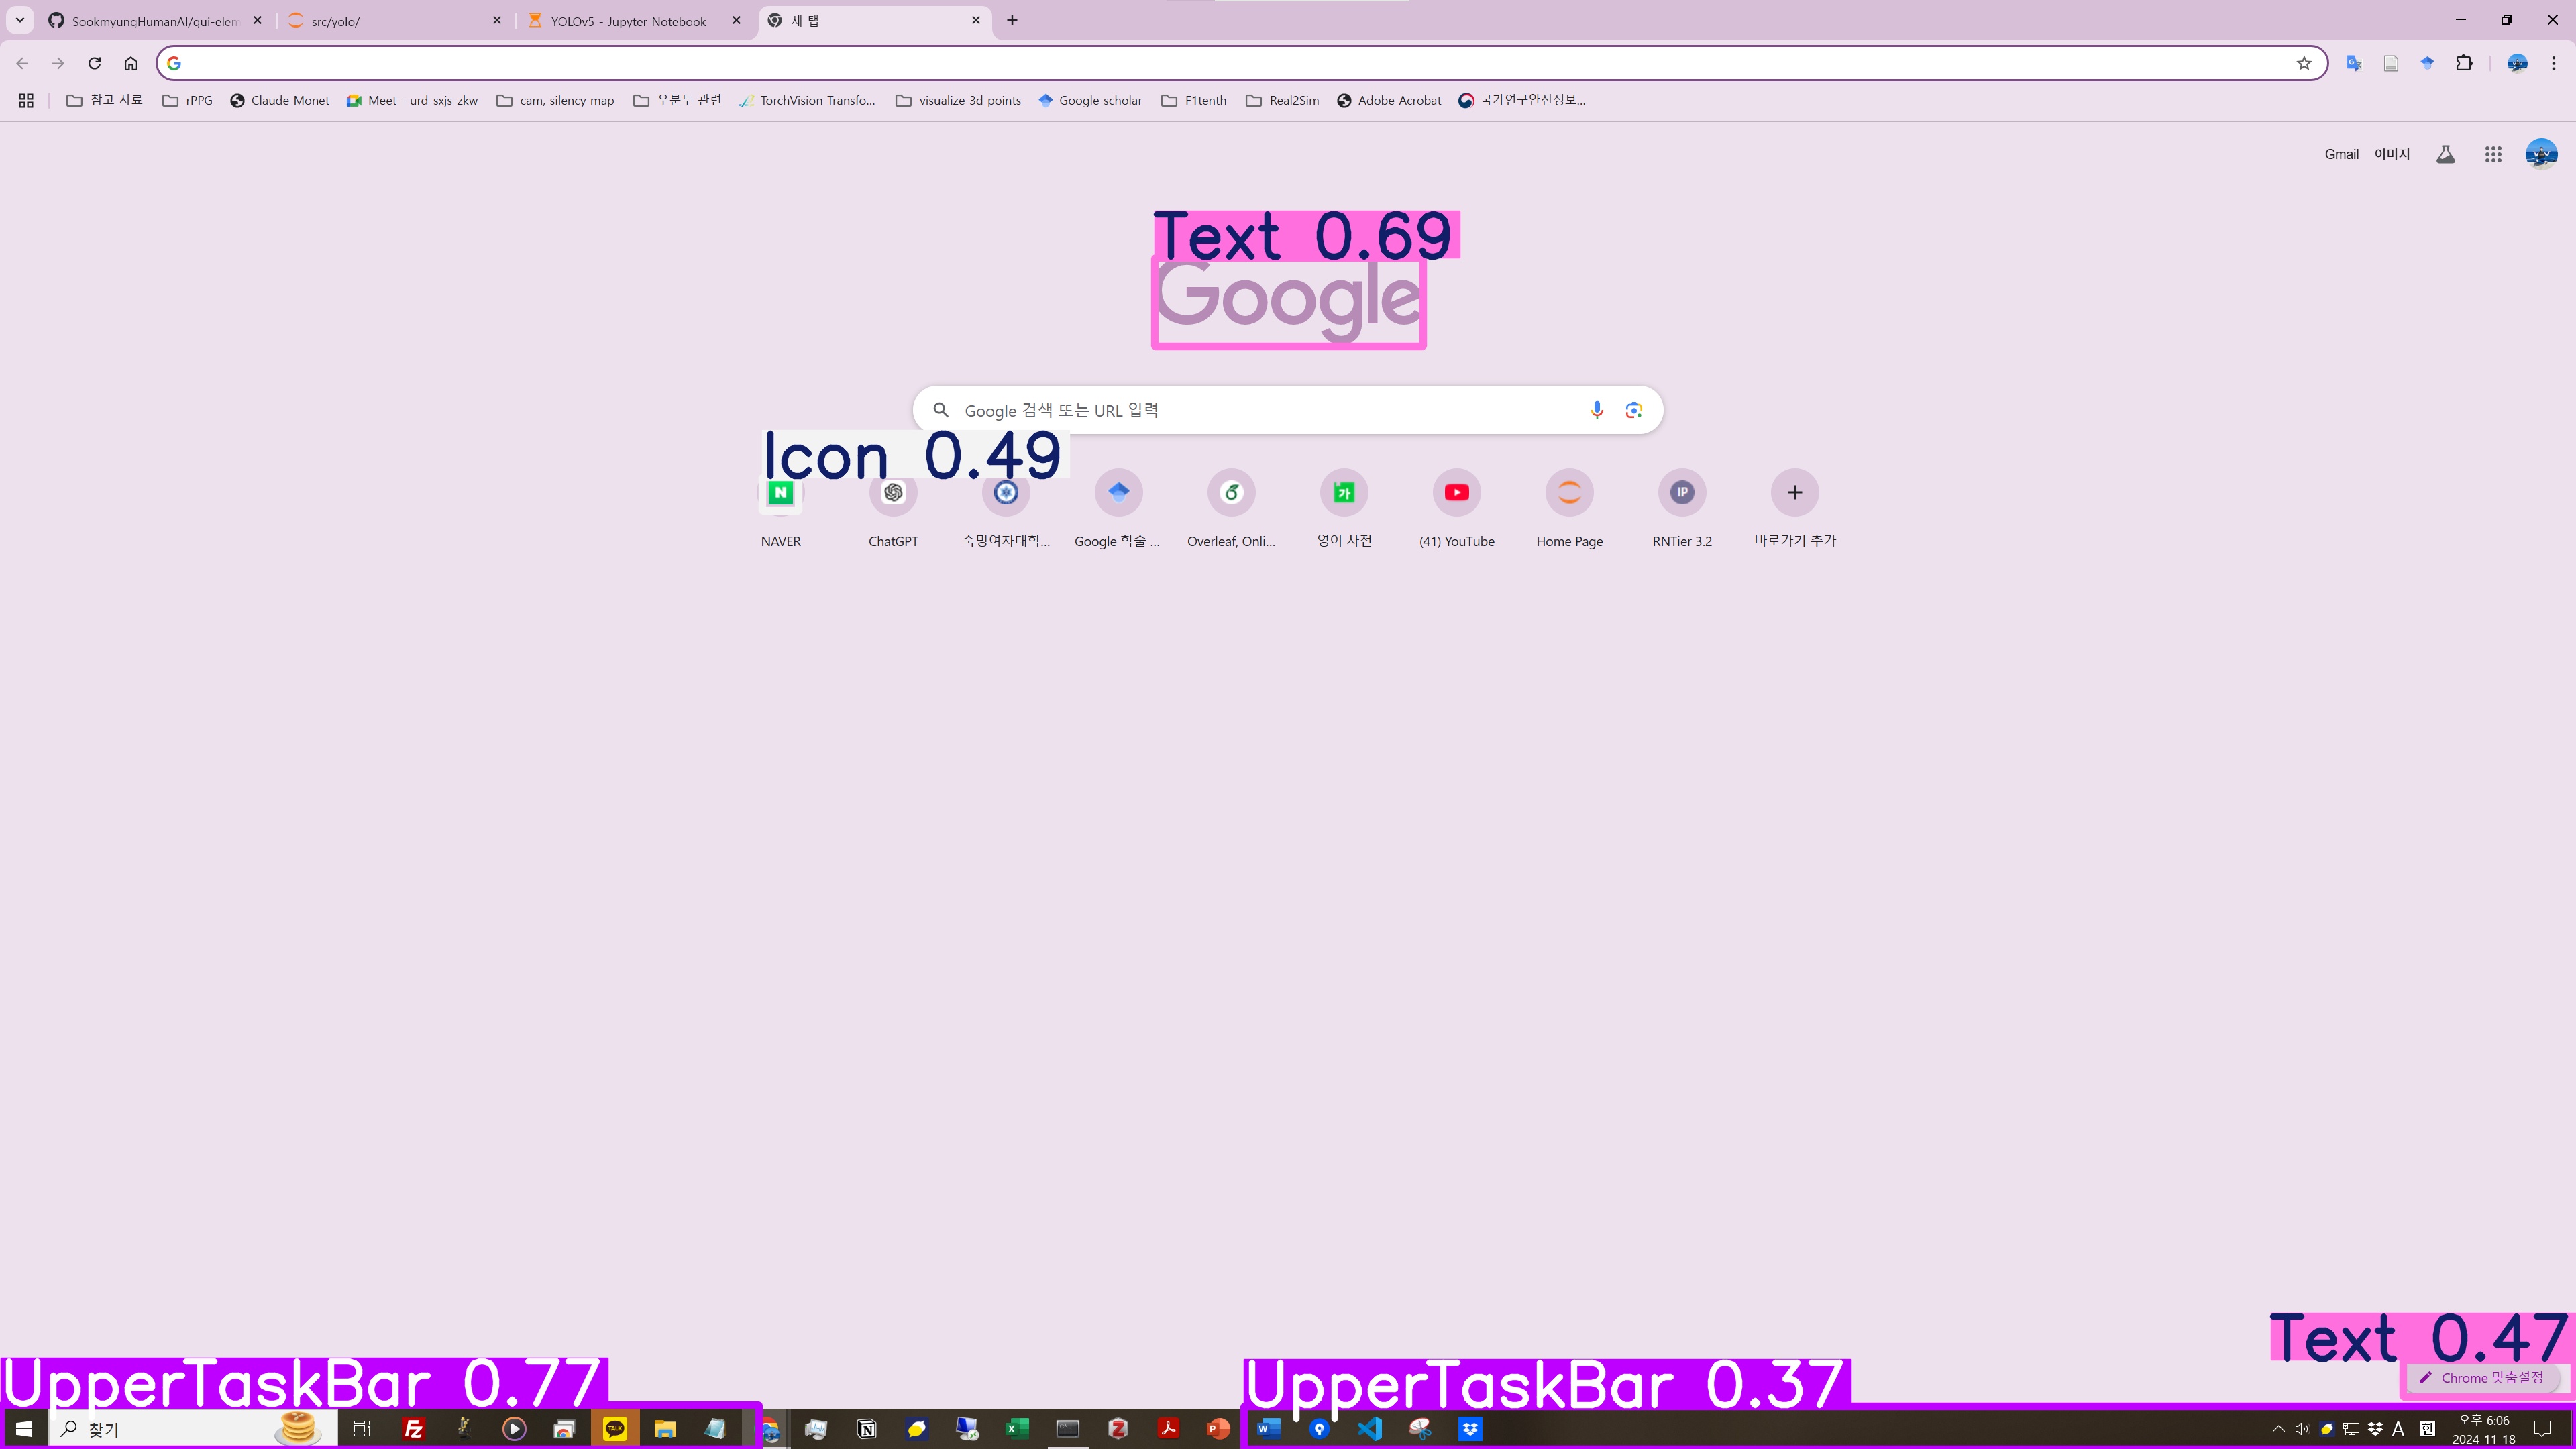 SookmyungHumanAI/gui-elem
src/yolo/
YOLOv5 - Jupyter Notebook
새 탭
참고 자료
rPPG
Claude Monet
Meet - urd-sxjs-zkw
cam, silency map
우분투 관련
TorchVision Transfo...
visualize 3d points
Google scholar
F1tenth
Real2Sim
Adobe Acrobat
국가연구안전정보...
Gmail
이미지
Text 0.69
Google
Google 검색 또는 URL 입력
Icon 0.49
NAVER
ChatGPT
숙명여자대학...
Google 학술 ...
Overleaf, Onli...
영어 사전
(41) YouTube
Home Page
RNTier 3.2
바로가기 추가
Text 0.47
Chrome 맞춤설정
UpperTaskBar 0.77
UpperTaskBar 0.37
찾기
오후 6:06
2024-11-18